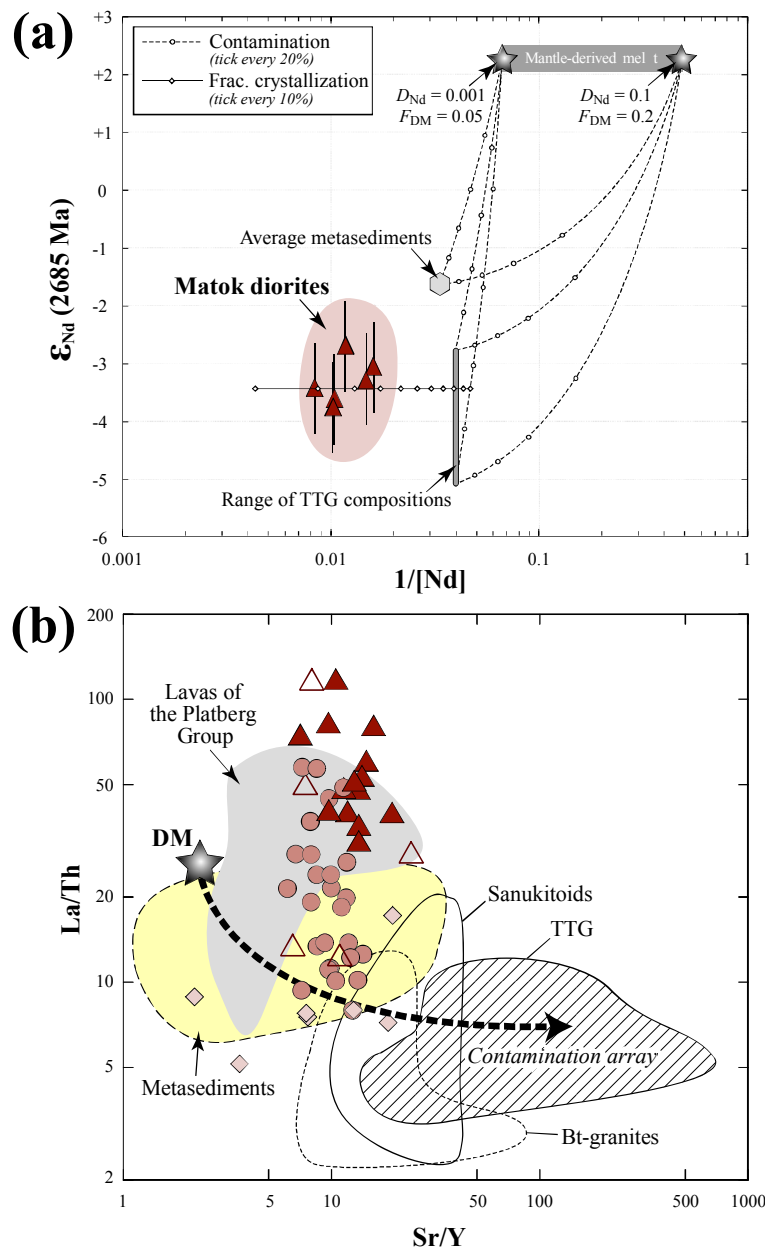 (a)
Contamination
(tick every 20%)
Frac. crystallization
(tick every 10%)
Mantle-derived mel t
D_Nd = 0.001
F_DM = 0.05
D_Nd = 0.1
F_DM = 0.2
+3
+2
+1
0
-1
-2
-3
-4
-5
-6
ε_Nd (2685 Ma)
Average metasediments
Matok diorites
Range of TTG compositions
0.001
0.01
0.1
1
1/[Nd]
(b)
200
100
50
20
10
5
2
La/Th
Lavas of
the Platberg
Group
DM
Sanukitoids
TTG
Contamination array
Metasediments
Bt-granites
1
5
10
50
100
500
1000
Sr/Y